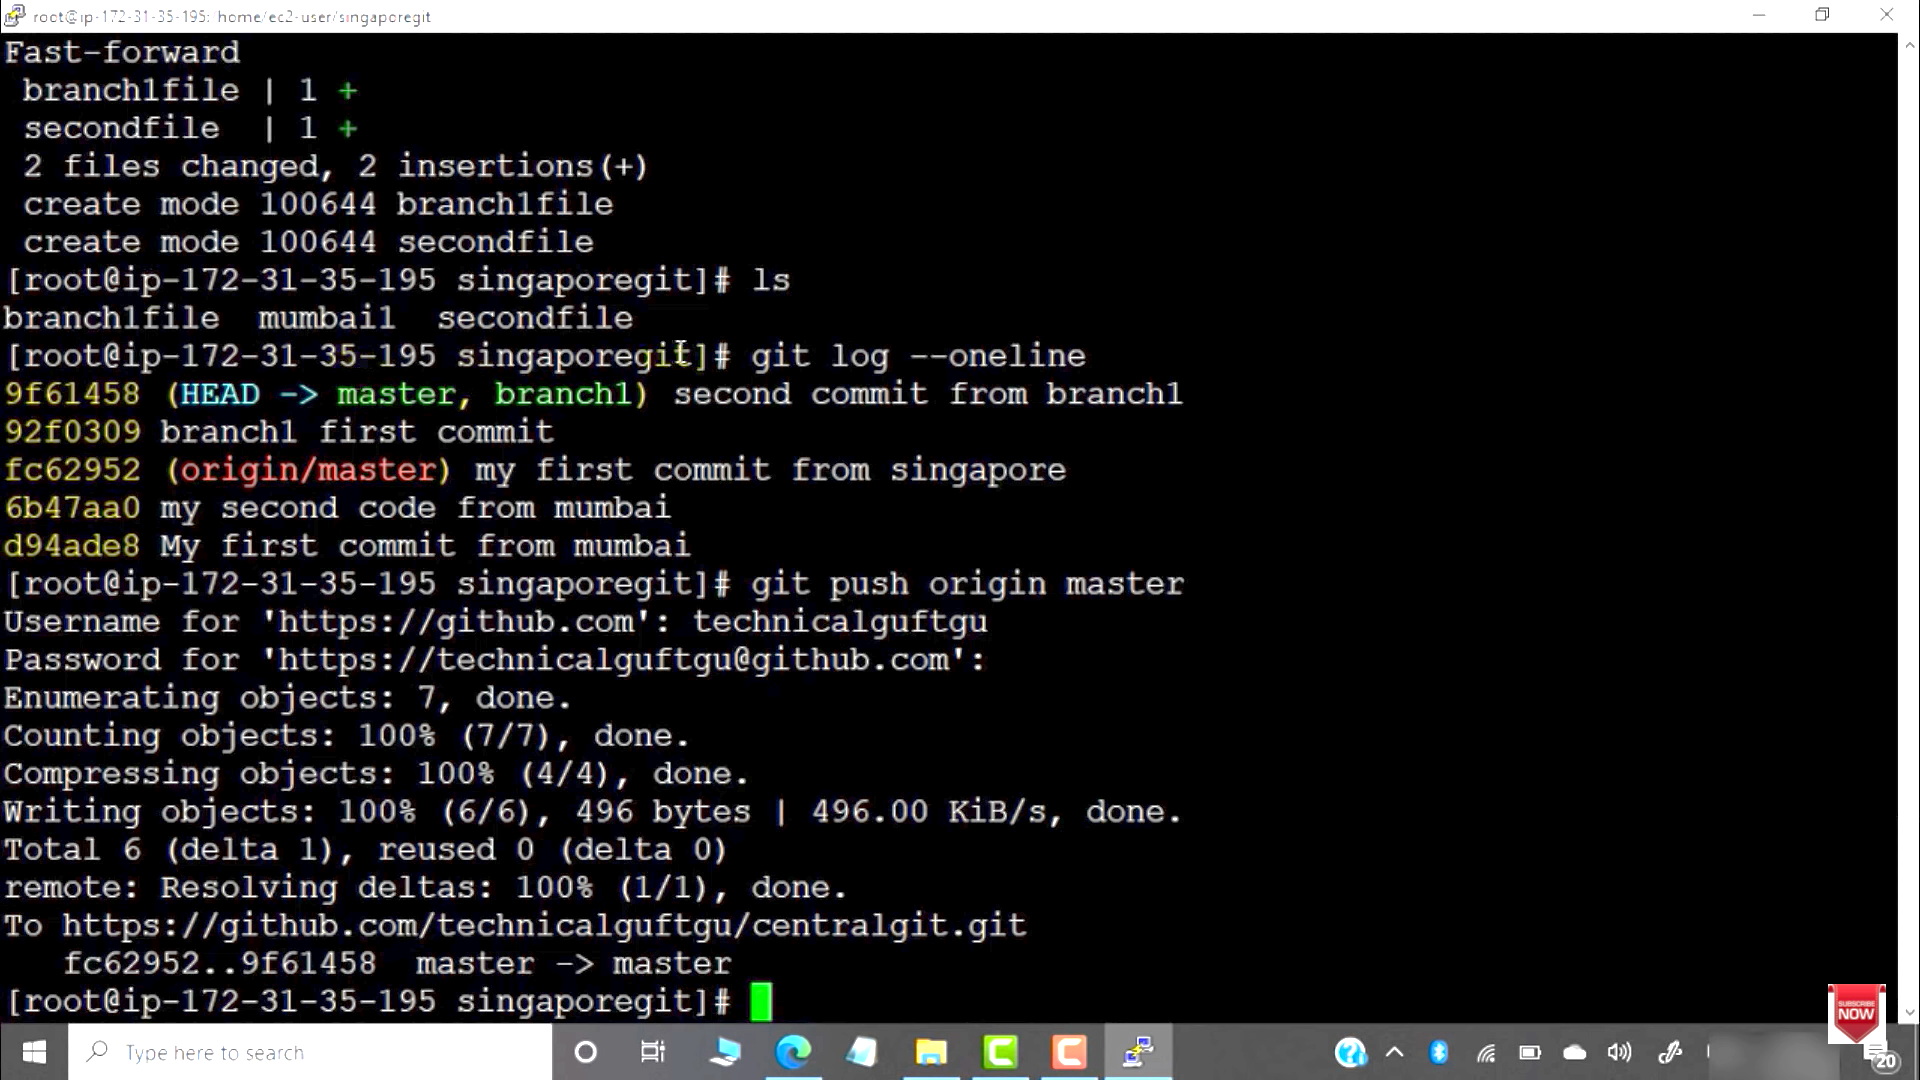 root@ip-172-31-35-195: /home/ec2-user/singaporegit
Fast-forward
 branch1file | 1 +
 secondfile  | 1 +
 2 files changed, 2 insertions(+)
 create mode 100644 branch1file
 create mode 100644 secondfile
[root@ip-172-31-35-195 singaporegit]# ls
branch1file  mumbai1  secondfile
[root@ip-172-31-35-195 singaporegit]# git log --oneline
9f61458 (HEAD -> master, branch1) second commit from branch1
92f0309 branch1 first commit
fc62952 (origin/master) my first commit from singapore
6b47aa0 my second code from mumbai
d94ade8 My first commit from mumbai
[root@ip-172-31-35-195 singaporegit]# git push origin master
Username for 'https://github.com': technicalguftgu
Password for 'https://technicalguftgu@github.com':
Enumerating objects: 7, done.
Counting objects: 100% (7/7), done.
Compressing objects: 100% (4/4), done.
Writing objects: 100% (6/6), 496 bytes | 496.00 KiB/s, done.
Total 6 (delta 1), reused 0 (delta 0)
remote: Resolving deltas: 100% (1/1), done.
To https://github.com/technicalguftgu/centralgit.git
   fc62952..9f61458  master -> master
[root@ip-172-31-35-195 singaporegit]#
SUBSCRIBE
NOW
Type here to search
20